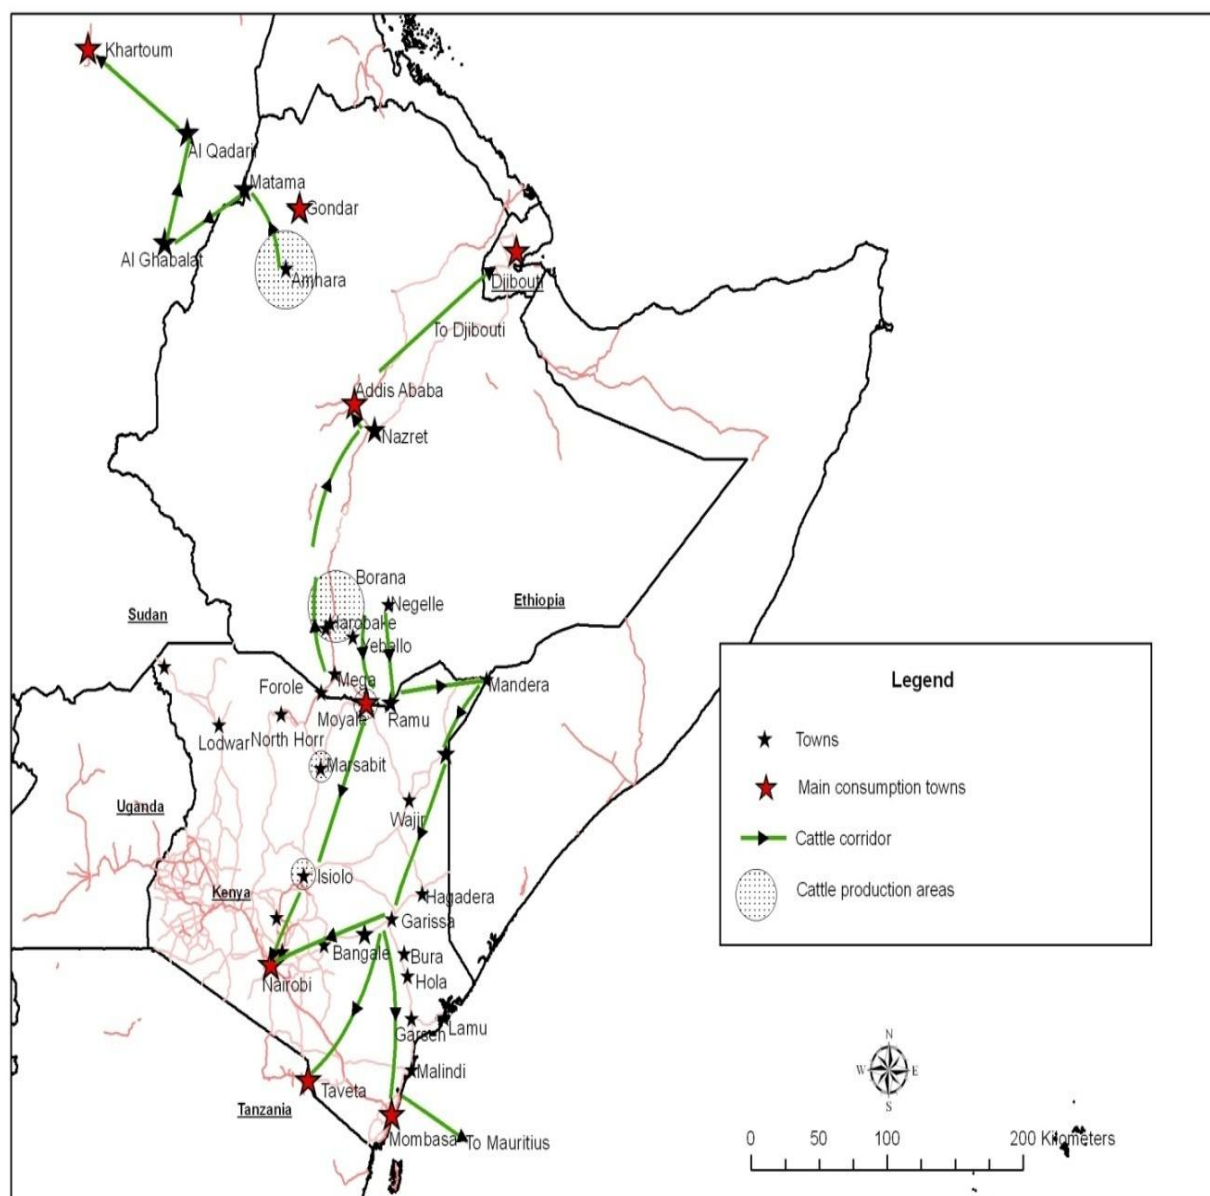 Khartoum
Al Qadarif
Matama
Gondar
Al Ghabalat
Amhara
Djibouti
To Djibouti
Addis Ababa
Nazret
Borana
Negelle
Ethiopia
Sudan
Harobake
Yebello
Mega
Mandera
Forole
Moyale
Ramu
Lodwar
North Horr
Marsabit
Uganda
Wajir
Isiolo
Kenya
Hagadera
Garissa
Bangale
Bura
Nairobi
Hola
Garsen
Lamu
Malindi
Taveta
Tanzania
Mombasa
To Mauritius
Legend
Towns
Main consumption towns
Cattle corridor
Cattle production areas
N
W
E
S
0 50 100 200 Kilometers